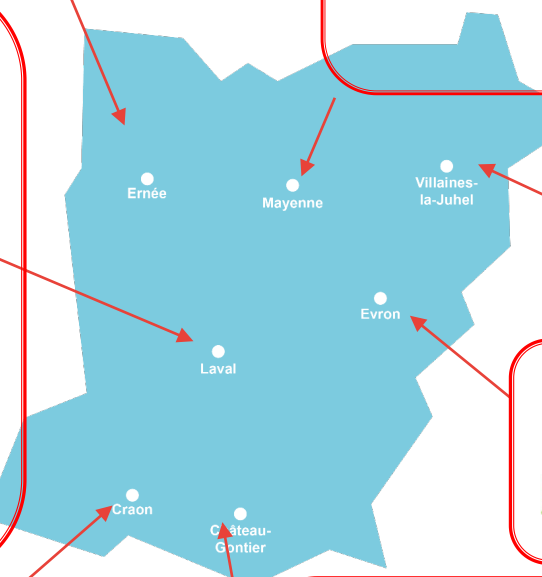 Ernée
Mayenne
Villaines-
la-Juhel
Evron
Laval
Craon
Château-
Gontier